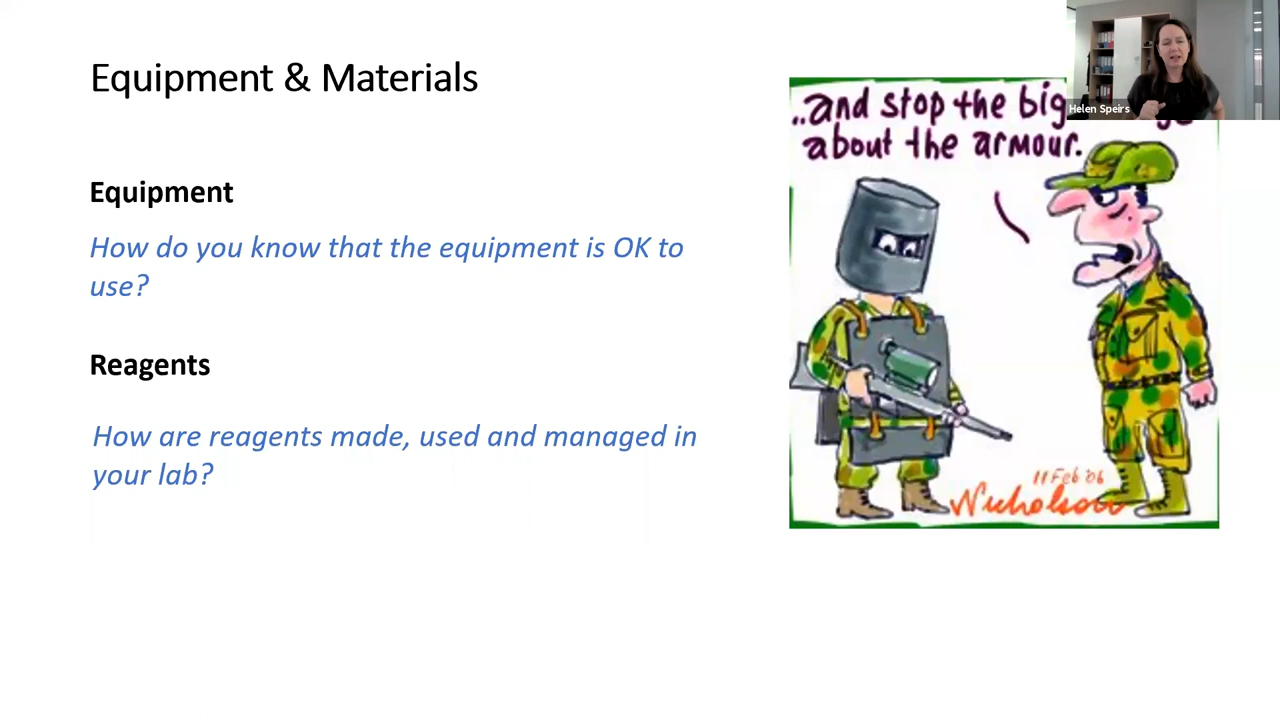 Equipment & Materials
Equipment
How do you know that the equipment is OK to
use?
Reagents
How are reagents made, used and managed in
your lab?
..and stop the big
about the armour.
11 Feb '06
Nicholson
Helen Speirs